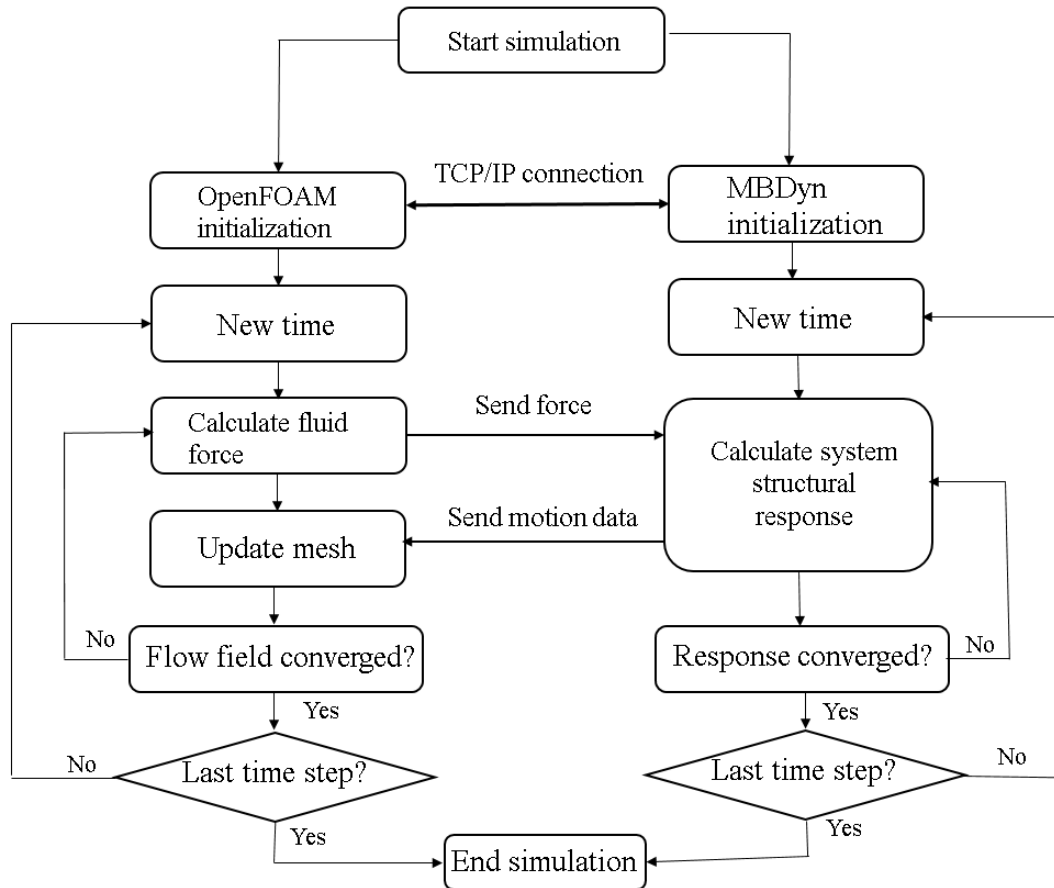 Start simulation
TCP/IP connection
OpenFOAM
initialization
MBDyn
initialization
New time
New time
Send force
Calculate fluid
force
Calculate system
structural
response
Send motion data
Update mesh
No
Flow field converged?
Response converged?
No
Yes
Yes
No
Last time step?
Last time step?
No
Yes
Yes
End simulation